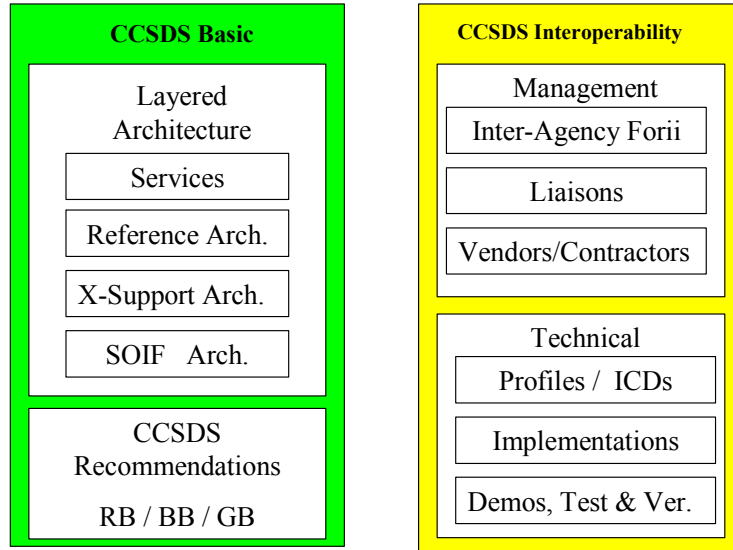 CCSDS Basic
Layered
Architecture
Services
Reference Arch.
X-Support Arch.
SOIF Arch.
CCSDS
Recommendations
RB / BB / GB
CCSDS Interoperability
Management
Inter-Agency Forii
Liaisons
Vendors/Contractors
Technical
Profiles / ICDs
Implementations
Demos, Test & Ver.